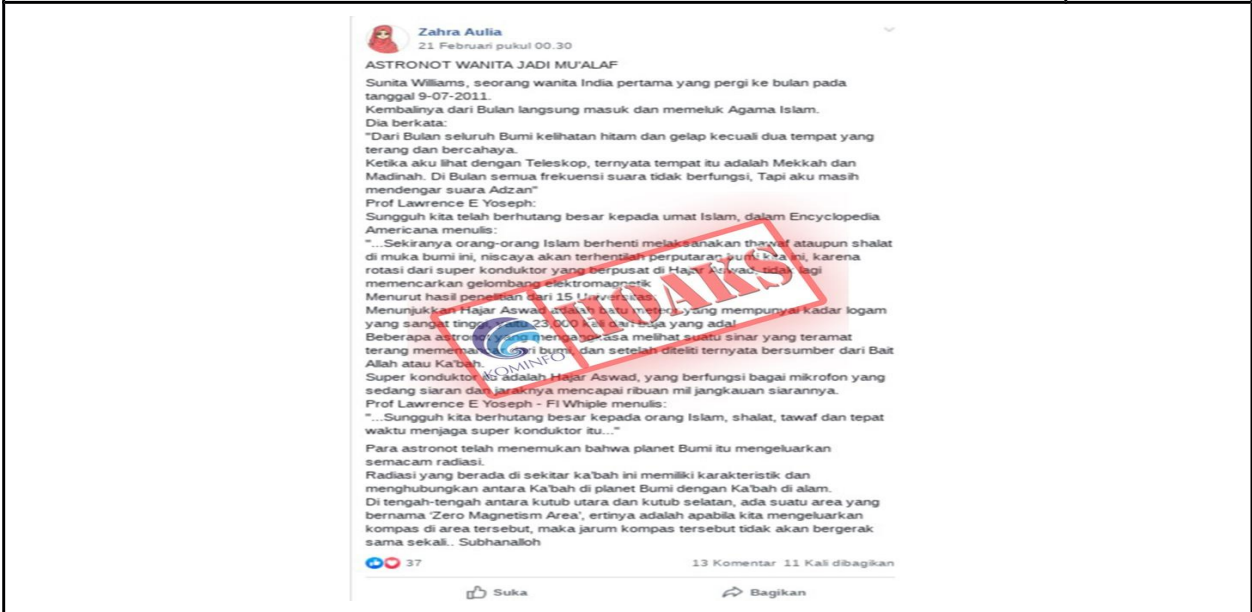 Zahra Aulia
21 Februari pukul 00.30
ASTRONOT WANITA JADI MU'ALAF
Sunita Williams, seorang wanita India pertama yang pergi ke bulan pada
tanggal 9-07-2011.
Kembalinya dari Bulan langsung masuk dan memeluk Agama Islam.
Dia berkata:
"Dari Bulan seluruh Bumi kelihatan hitam dan gelap kecuali dua tempat yang
terang dan bercahaya.
Ketika aku lihat dengan Teleskop, ternyata tempat itu adalah Mekkah dan
Madinah. Di Bulan semua frekuensi suara tidak berfungsi, Tapi aku masih
mendengar suara Adzan"
Prof Lawrence E Yoseph:
Sungguh kita telah berhutang besar kepada umat Islam, dalam Encyclopedia
Americana menulis:
"...Sekiranya orang-orang Islam berhenti melaksanakan thawaf ataupun shalat
di muka bumi ini, niscaya akan terhentilah perputaran bumi kita ini, karena
rotasi dari super konduktor yang berpusat di Hajar Aswad, tidak lagi
memencarkan gelombang elektromagnetik
Menurut hasil penelitian dari 15 Universitas:
Menunjukkan Hajar Aswad adalah batu meteor yang mempunyai kadar logam
yang sangat tinggi, yaitu 23,000 kali dari baja yang ada!
Beberapa astronot yang mengangkasa melihat suatu sinar yang teramat
terang mememancar dari bumi, dan setelah diteliti ternyata bersumber dari Bait
Allah atau Ka'bah.
Super konduktor itu adalah Hajar Aswad, yang berfungsi bagai mikrofon yang
sedang siaran dan jaraknya mencapai ribuan mil jangkauan siarannya.
Prof Lawrence E Yoseph - Fl Whiple menulis:
"...Sungguh kita berhutang besar kepada orang Islam, shalat, tawaf dan tepat
waktu menjaga super konduktor itu..."
Para astronot telah menemukan bahwa planet Bumi itu mengeluarkan
semacam radiasi.
Radiasi yang berada di sekitar ka'bah ini memiliki karakteristik dan
menghubungkan antara Ka'bah di planet Bumi dengan Ka'bah di alam.
Di tengah-tengah antara kutub utara dan kutub selatan, ada suatu area yang
bernama 'Zero Magnetism Area', ertinya adalah apabila kita mengeluarkan
kompas di area tersebut, maka jarum kompas tersebut tidak akan bergerak
sama sekali.. Subhanalloh
KOMINFO
HOAKS
37
13 Komentar 11 Kali dibagikan
Suka
Bagikan